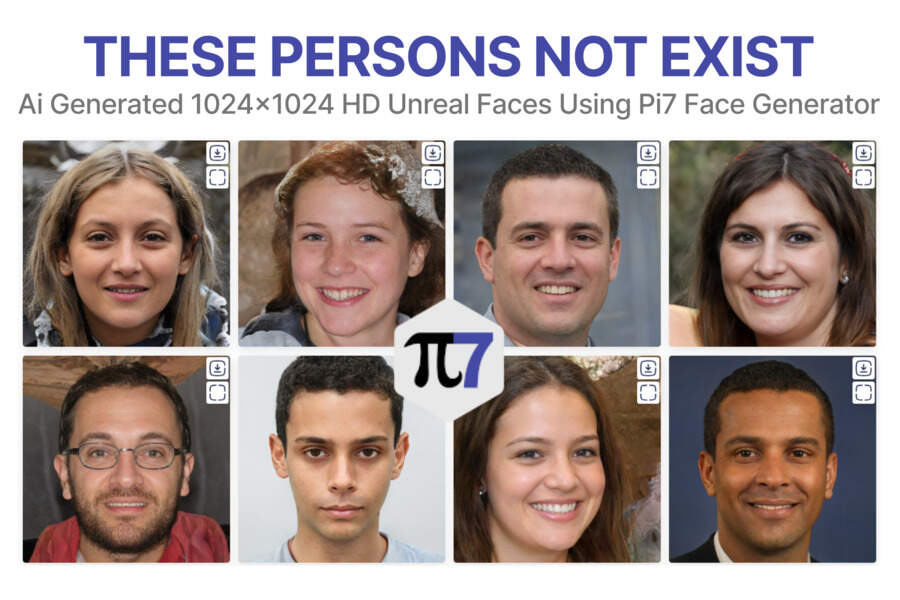 THESE PERSONS NOT EXIST
Ai Generated 1024×1024 HD Unreal Faces Using Pi7 Face Generator
π7